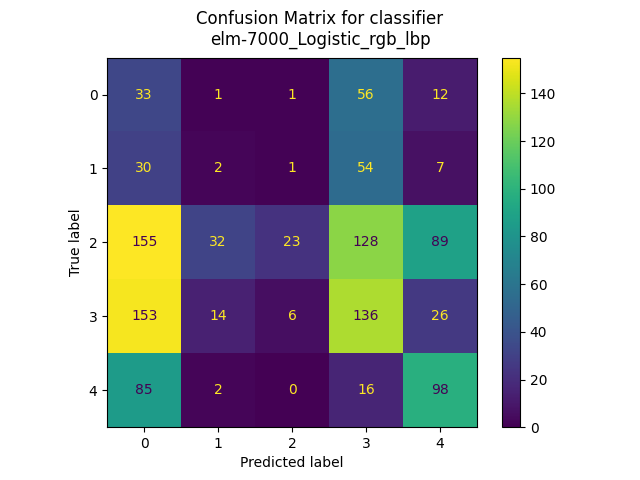 Confusion Matrix for classifier
elm-7000_Logistic_rgb_lbp
True label
0 33 1 1 56 12
1 30 2 1 54 7
2 155 32 23 128 89
3 153 14 6 136 26
4 85 2 0 16 98
0 1 2 3 4
Predicted label
140
120
100
80
60
40
20
0